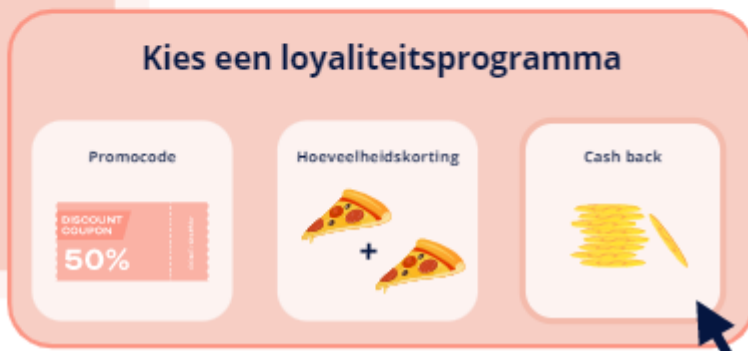 Kies een loyaliteitsprogramma
Promocode
Hoeveelheidskorting
Cash back
DISCOUNT
COUPON
50%
+